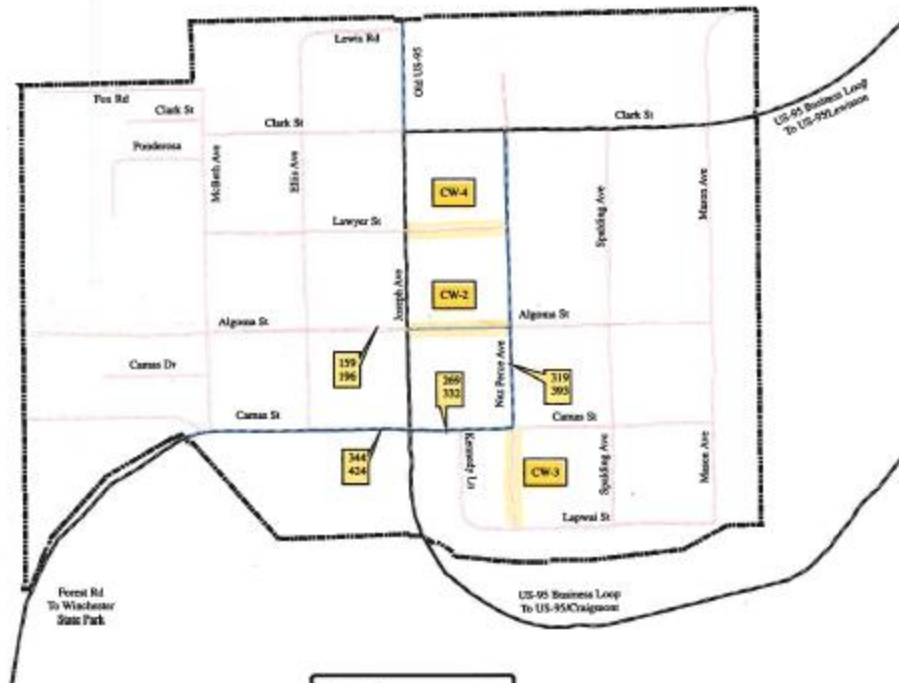 Lewis Rd
Old US-95
Fox Rd
Clark St
Clark St
Clark St
US-95 Business Loop
To US-95/Lewiston
Ponderosa
McBeth Ave
Ellis Ave
CW-4
Spalding Ave
Mason Ave
Lawyer St
Joseph Ave
CW-2
Algoma St
Algoma St
Camas Dr
159
196
269
332
Nez Perce Ave
319
393
Camas St
Camas St
344
424
Kennedy Ln
CW-3
Spalding Ave
Mason Ave
Lapwai St
Forest Rd
To Winchester
State Park
US-95 Business Loop
To US-95/Craigmont